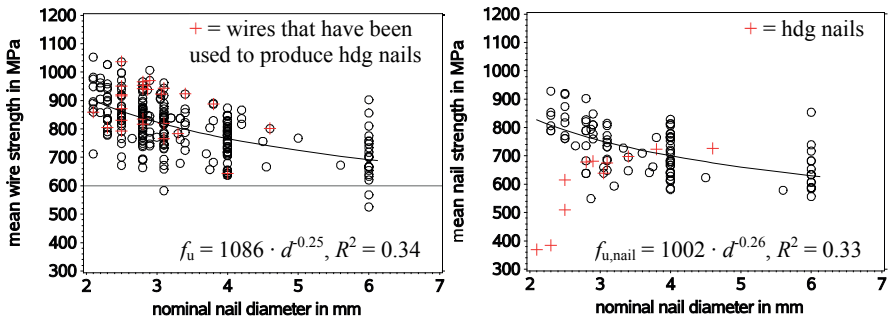 mean wire strength in MPa
1200
1100
1000
900
800
700
600
500
400
300
+ = wires that have been
used to produce hdg nails
f_u = 1086 · d^-0.25, R² = 0.34
2 3 4 5 6 7
nominal nail diameter in mm
mean nail strength in MPa
1200
1100
1000
900
800
700
600
500
400
300
+ = hdg nails
f_u,nail = 1002 · d^-0.26, R² = 0.33
2 3 4 5 6 7
nominal nail diameter in mm